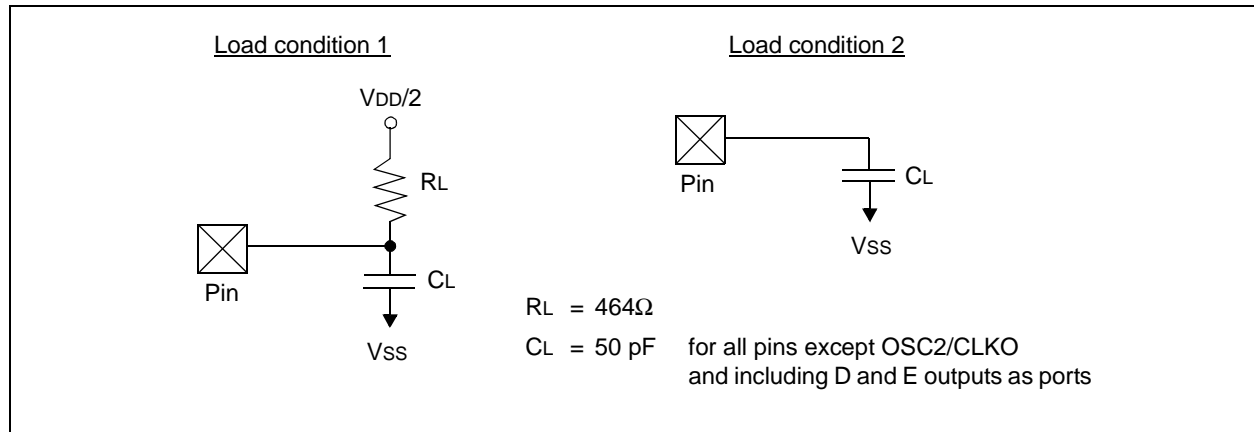 Load condition 1
VDD/2
RL
Pin
CL
VSS
Load condition 2
Pin
CL
VSS
RL = 464Ω
CL = 50 pF for all pins except OSC2/CLKO
and including D and E outputs as ports